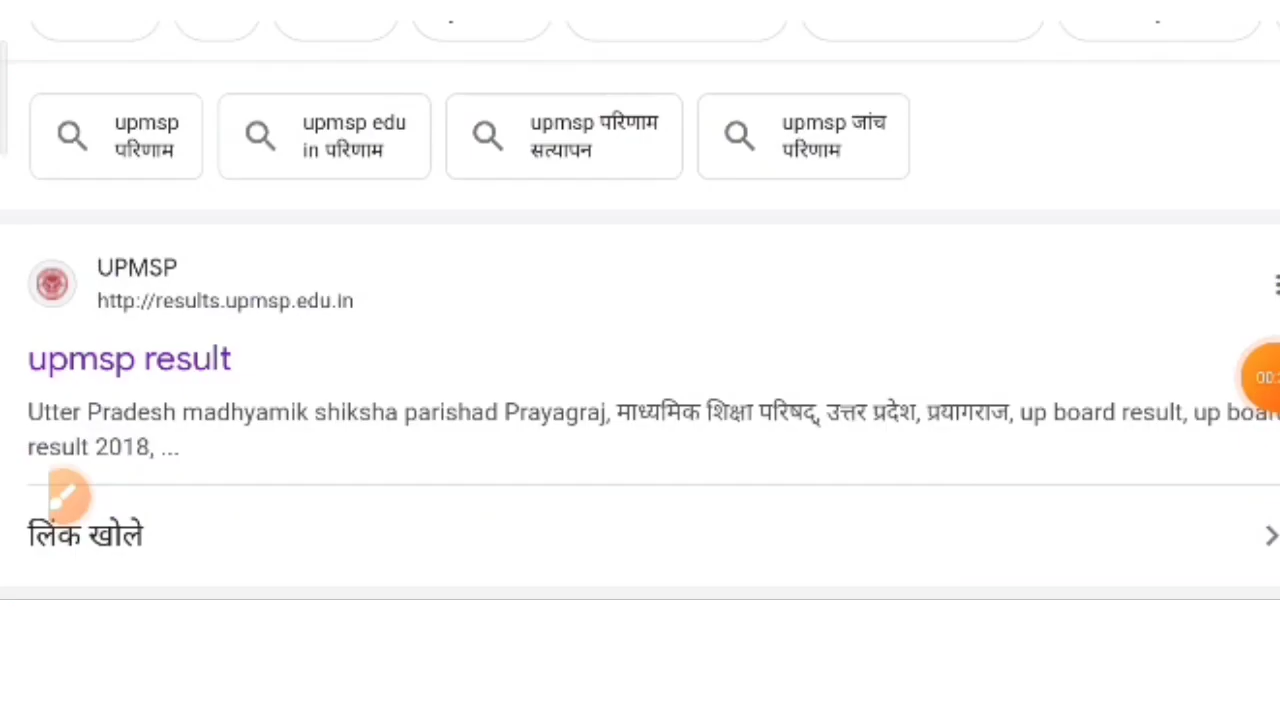 upmsp
परिणाम
upmsp edu
in परिणाम
upmsp परिणाम
सत्यापन
upmsp जांच
परिणाम
UPMSP
http://results.upmsp.edu.in
upmsp result
Utter Pradesh madhyamik shiksha parishad Prayagraj, माध्यमिक शिक्षा परिषद्, उत्तर प्रदेश, प्रयागराज, up board result, up board
result 2018, ...
लिंक खोले
00: